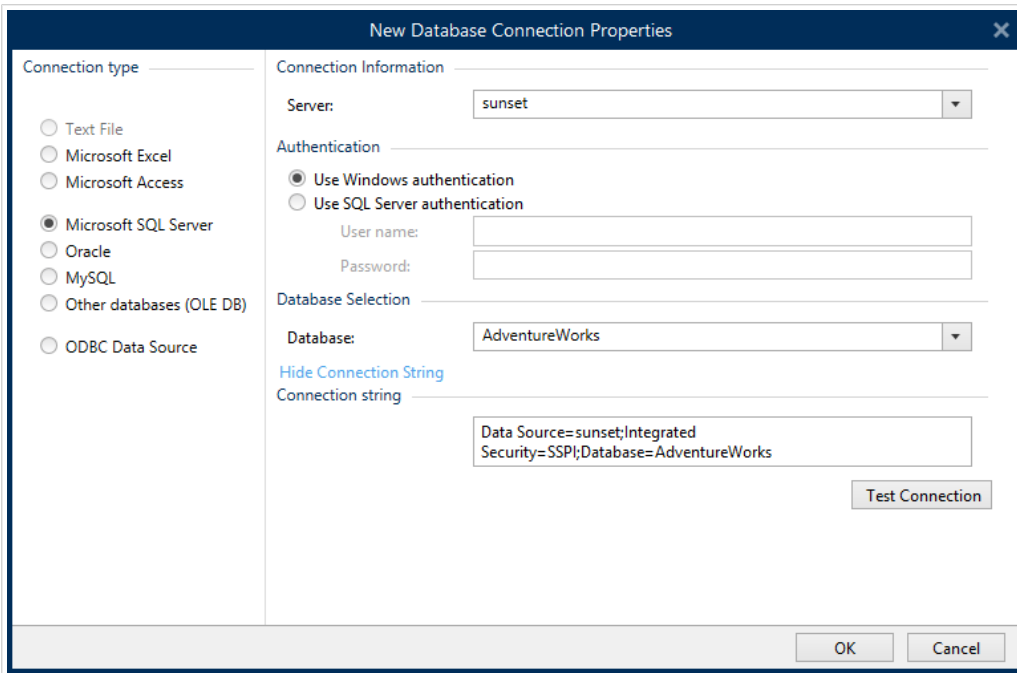 New Database Connection Properties
Connection type
Text File
Microsoft Excel
Microsoft Access
Microsoft SQL Server
Oracle
MySQL
Other databases (OLE DB)
ODBC Data Source
Connection Information
Server:
sunset
Authentication
Use Windows authentication
Use SQL Server authentication
User name:
Password:
Database Selection
Database:
AdventureWorks
Hide Connection String
Connection string
Data Source=sunset;Integrated
Security=SSPI;Database=AdventureWorks
Test Connection
OK
Cancel